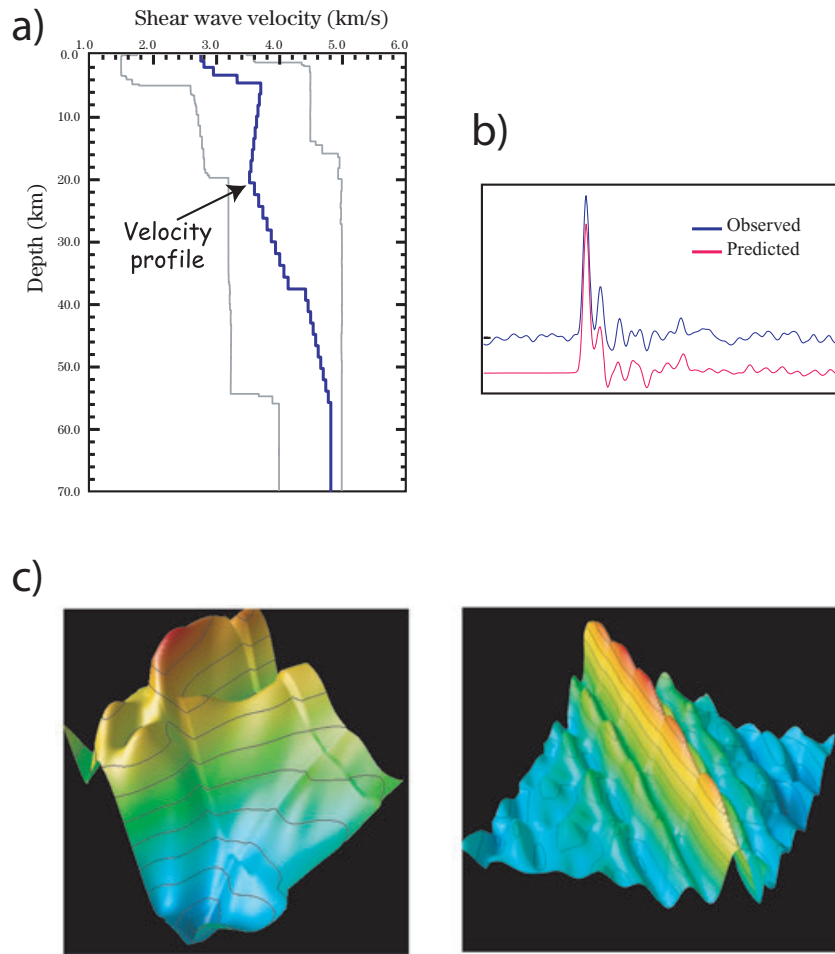 a)
Shear wave velocity (km/s)
1.0 2.0 3.0 4.0 5.0 6.0
0.0
10.0
20.0
30.0
40.0
50.0
60.0
70.0
Depth (km)
Velocity
profile
b)
Observed
Predicted
c)